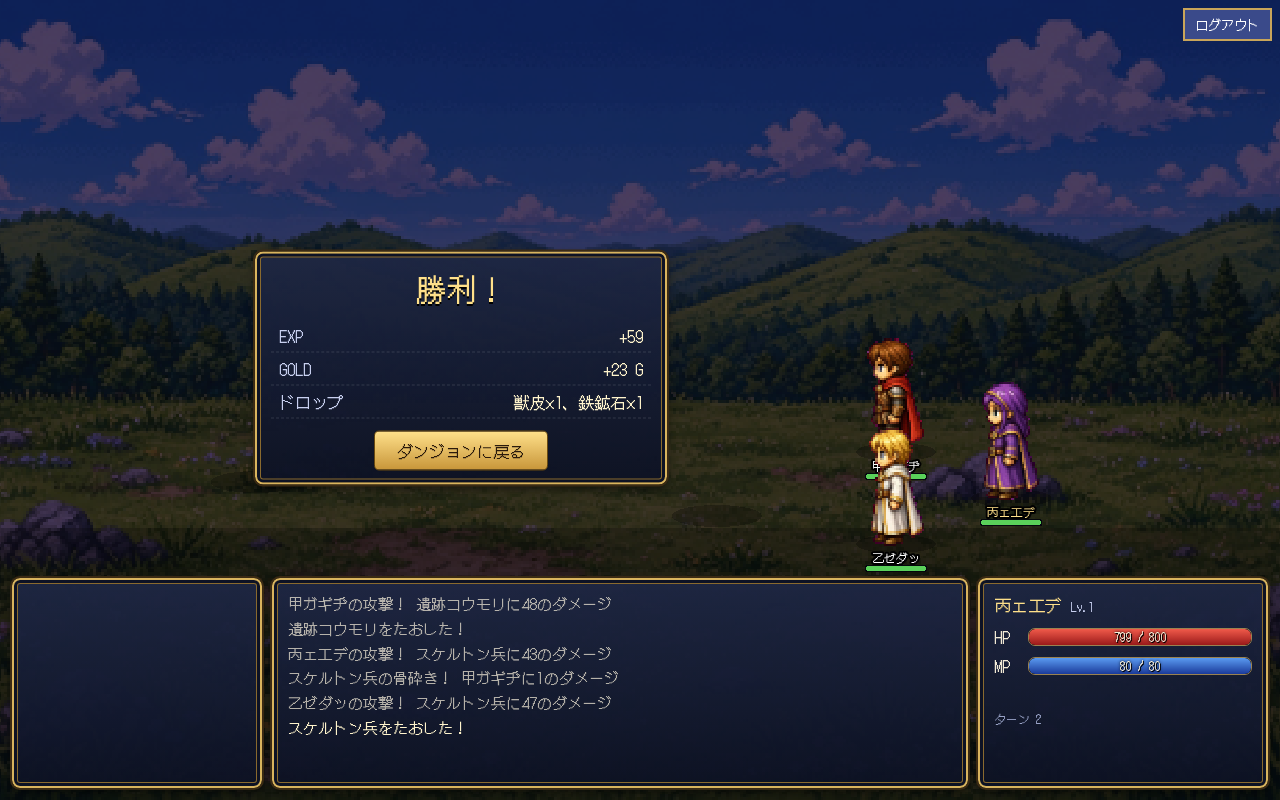 ログアウト
勝利！
EXP +59
GOLD +23 G
ドロップ 獣皮x1、鉄鉱石x1
ダンジョンに戻る
丙ェエデ
乙ゼダッ
甲ガギヂの攻撃！ 遺跡コウモリに48のダメージ
遺跡コウモリをたおした！
丙ェエデの攻撃！ スケルトン兵に43のダメージ
スケルトン兵の骨砕き！ 甲ガギヂに1のダメージ
乙ゼダッの攻撃！ スケルトン兵に47のダメージ
スケルトン兵をたおした！
丙ェエデ Lv.1
HP 799 / 800
MP 80 / 80
ターン 2